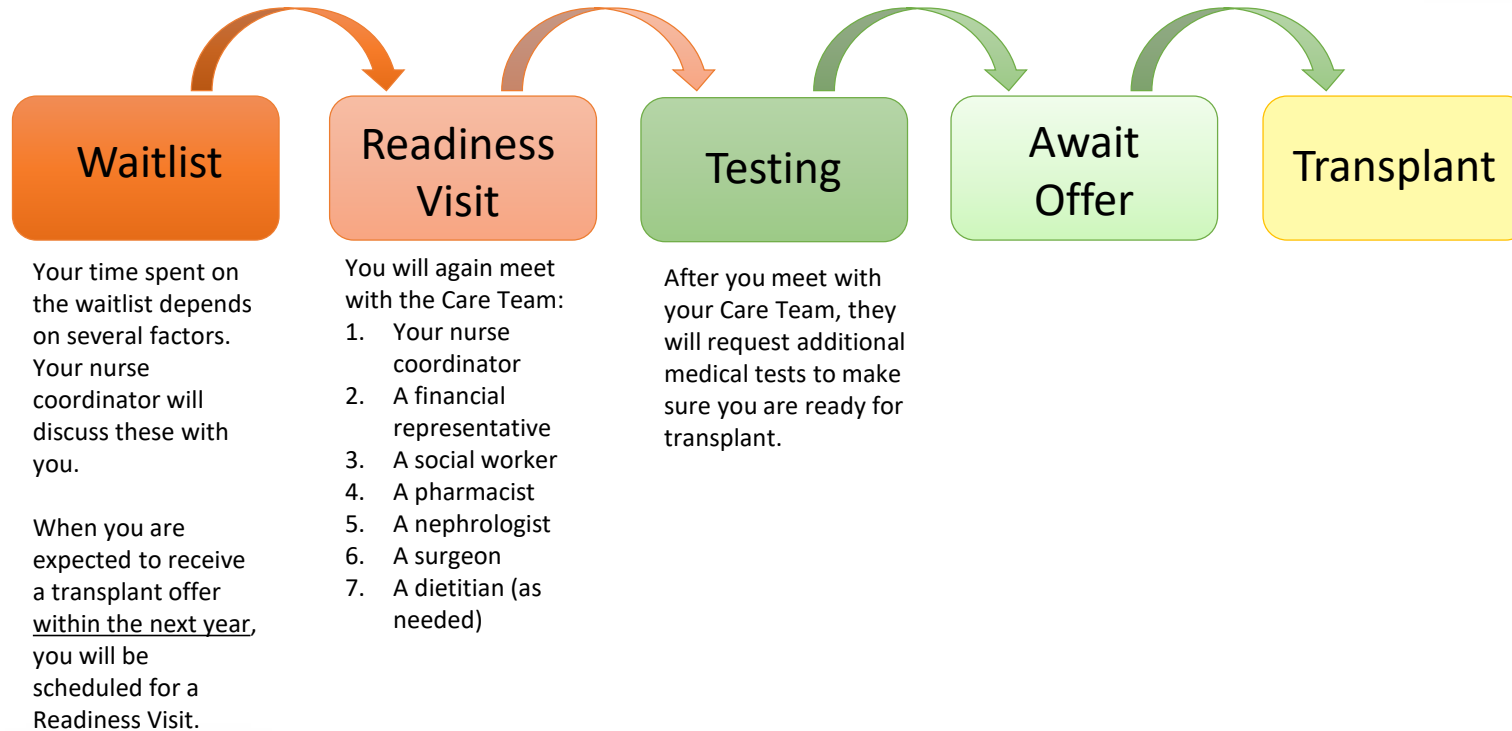 Waitlist
Readiness
Visit
Testing
Await
Offer
Transplant
Your time spent on
the waitlist depends
on several factors.
Your nurse
coordinator will
discuss these with
you.
When you are
expected to receive
a transplant offer
within the next year,
you will be
scheduled for a
Readiness Visit.
You will again meet
with the Care Team:
1. Your nurse
coordinator
2. A financial
representative
3. A social worker
4. A pharmacist
5. A nephrologist
6. A surgeon
7. A dietitian (as
needed)
After you meet with
your Care Team, they
will request additional
medical tests to make
sure you are ready for
transplant.